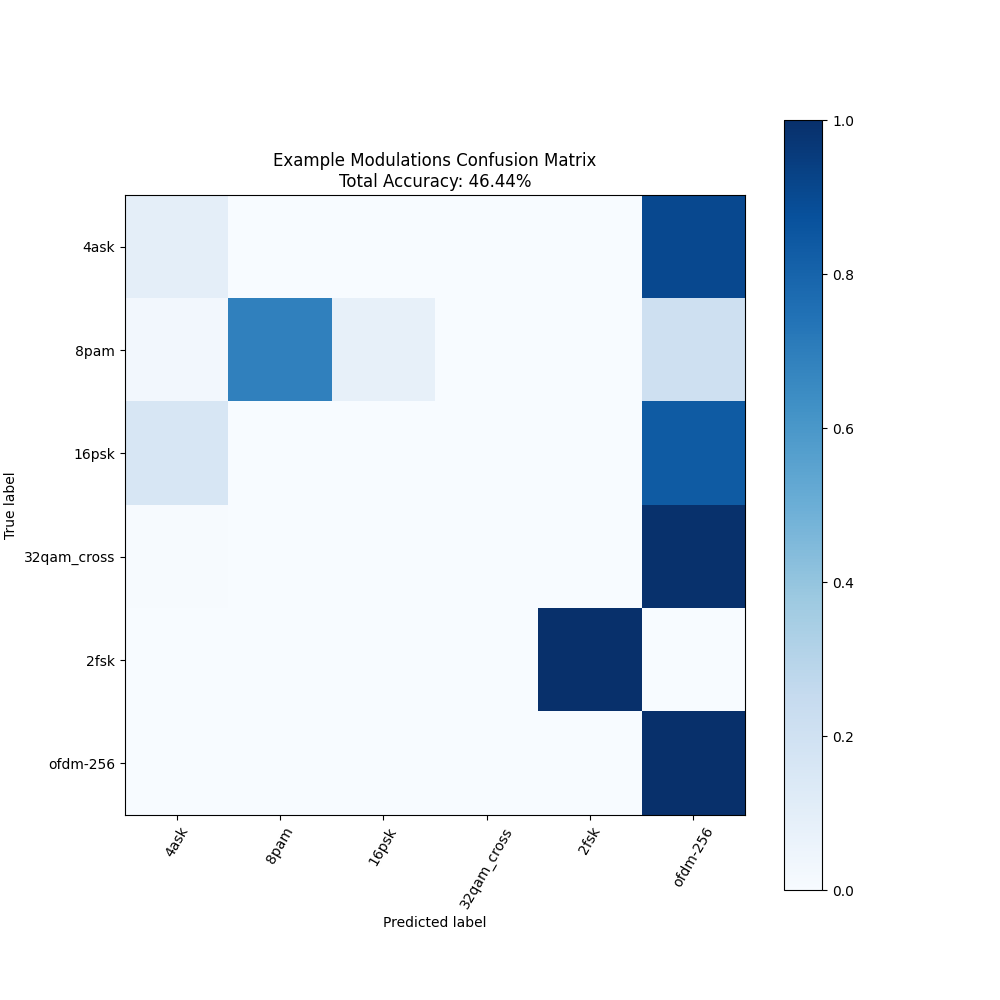 Example Modulations Confusion Matrix
Total Accuracy: 46.44%
True label
4ask
8pam
16psk
32qam_cross
2fsk
ofdm-256
4ask
8pam
16psk
32qam_cross
2fsk
ofdm-256
Predicted label
1.0
0.8
0.6
0.4
0.2
0.0